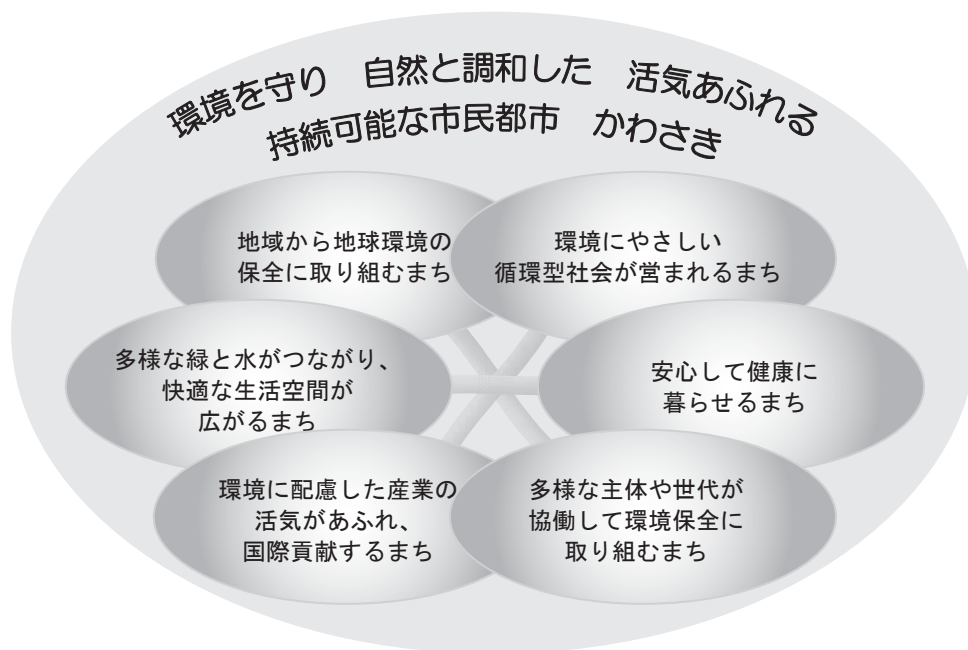 環境を守り　自然と調和した　活気あふれる
持続可能な市民都市　かわさき
地域から地球環境の
保全に取り組むまち
環境にやさしい
循環型社会が営まれるまち
多様な緑と水がつながり、
快適な生活空間が
広がるまち
安心して健康に
暮らせるまち
環境に配慮した産業の
活気があふれ、
国際貢献するまち
多様な主体や世代が
協働して環境保全に
取り組むまち